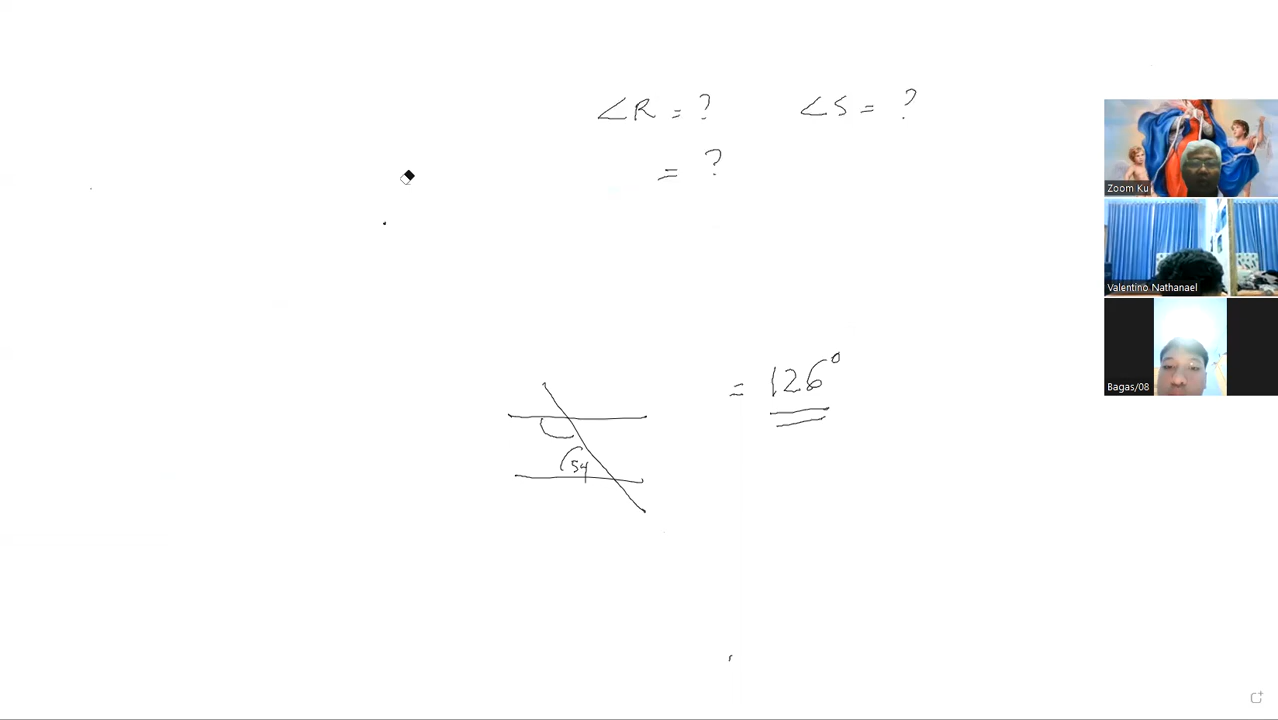 ∠R = ? ∠S = ?
= ?
= 126°
54
Zoom Ku
Valentino Nathanael
Bagas/08